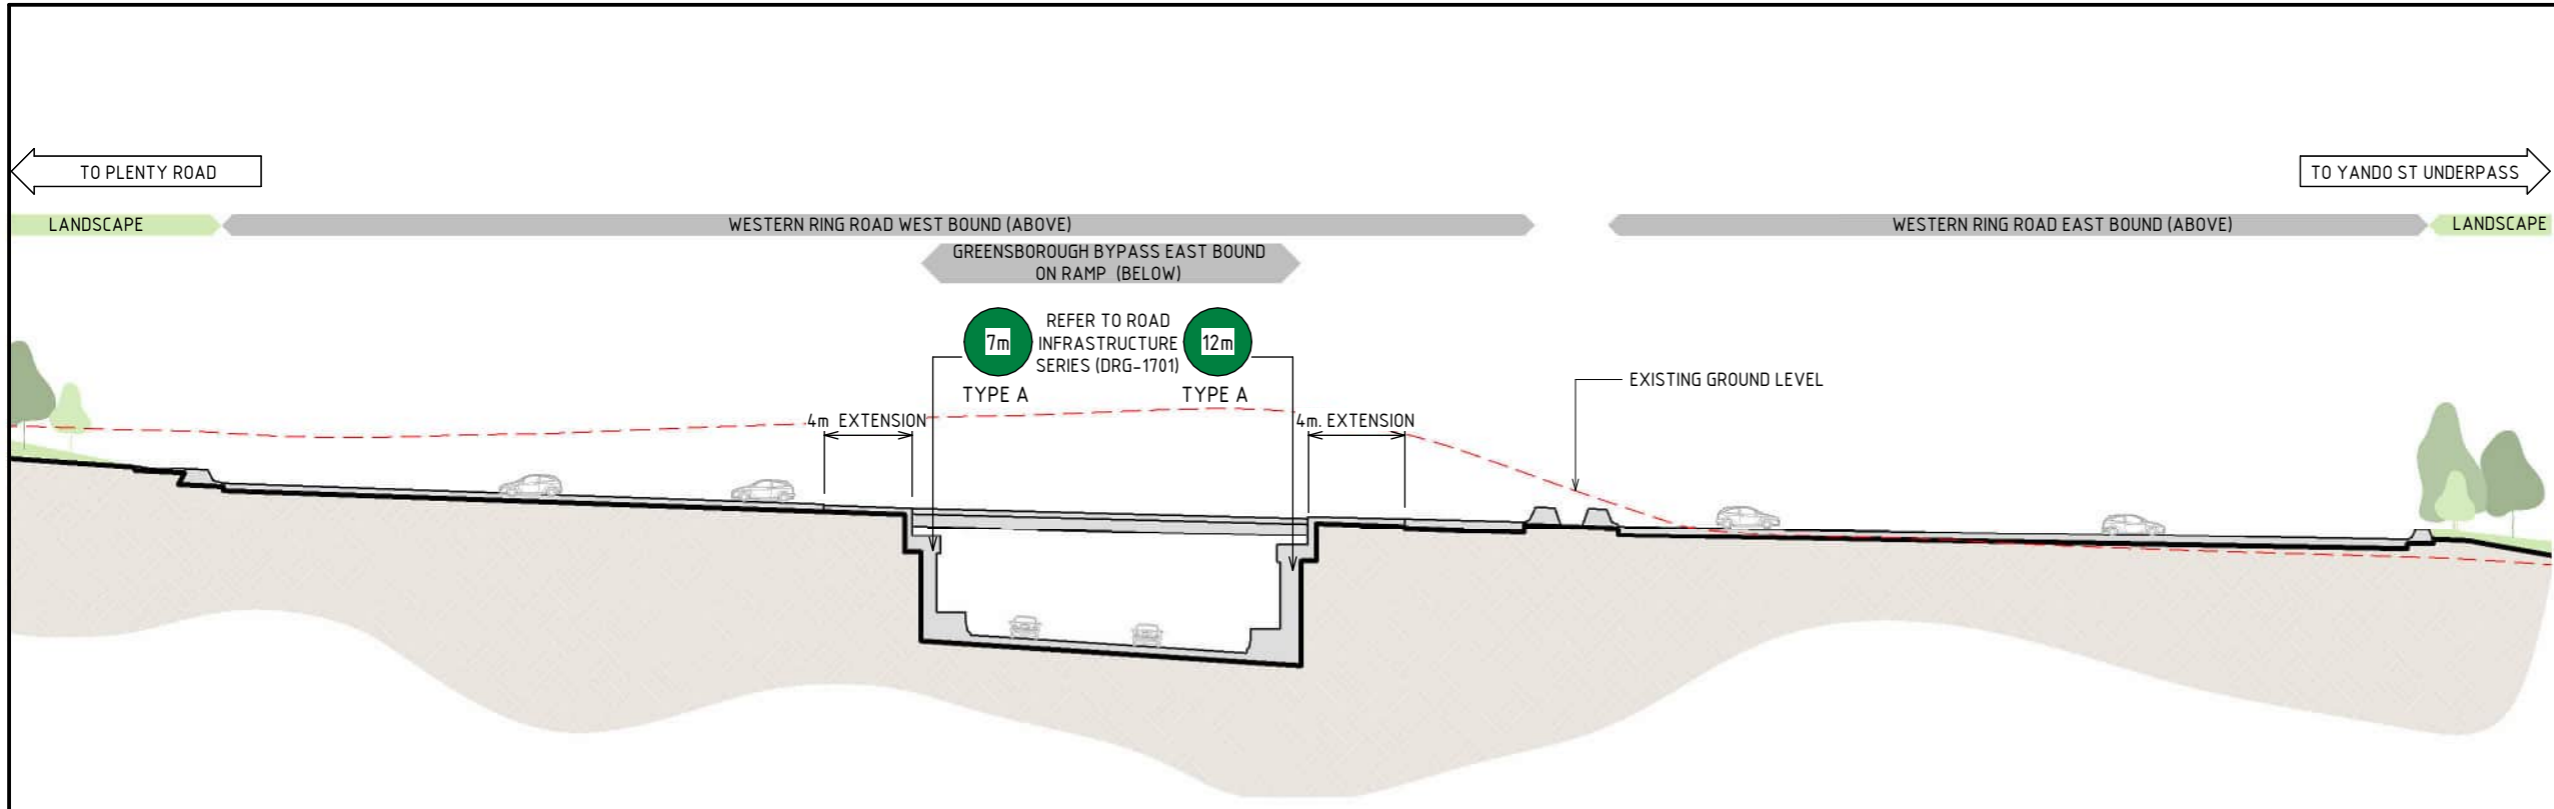 TO PLENTY ROAD
TO YANDO ST UNDERPASS
LANDSCAPE
WESTERN RING ROAD WEST BOUND (ABOVE)
WESTERN RING ROAD EAST BOUND (ABOVE)
LANDSCAPE
GREENSBOROUGH BYPASS EAST BOUND
ON RAMP (BELOW)
7m
TYPE A
REFER TO ROAD
INFRASTRUCTURE
SERIES (DRG-1701)
12m
TYPE A
EXISTING GROUND LEVEL
4m EXTENSION
4m. EXTENSION